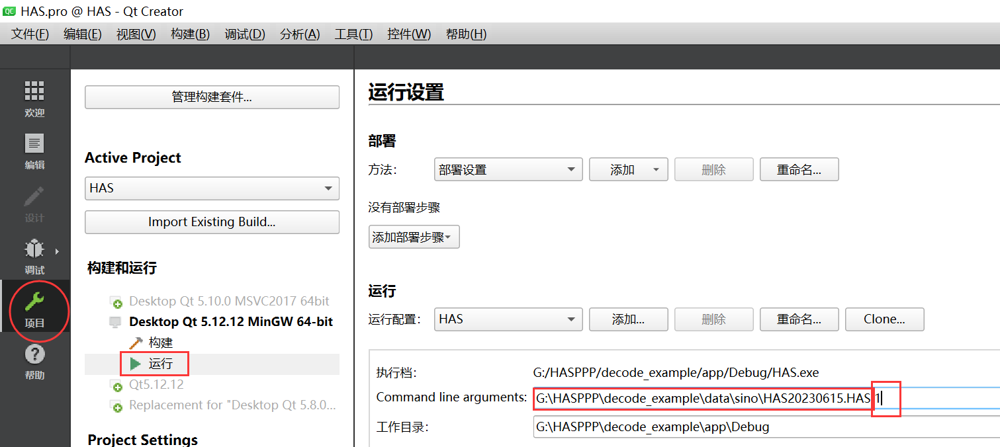 QC HAS.pro @ HAS - Qt Creator
文件(F) 编辑(E) 视图(V) 构建(B) 调试(D) 分析(A) 工具(T) 控件(W) 帮助(H)
欢迎
编辑
设计
调试
项目
帮助
管理构建套件...
Active Project
HAS
Import Existing Build...
构建和运行
Desktop Qt 5.10.0 MSVC2017 64bit
Desktop Qt 5.12.12 MinGW 64-bit
构建
运行
Qt5.12.12
Replacement for "Desktop Qt 5.8.0...
Project Settings
运行设置
部署
方法: 部署设置 添加 删除 重命名...
没有部署步骤
添加部署步骤
运行
运行配置: HAS 添加... 删除 重命名... Clone...
执行档: G:/HASPPP/decode_example/app/Debug/HAS.exe
Command line arguments: G:\HASPPP\decode_example\data\sino\HAS20230615.HAS 1
工作目录: G:\HASPPP\decode_example\app\Debug